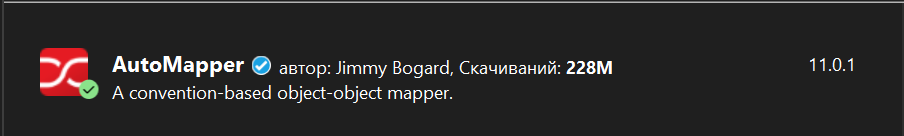 AutoMapper автор: Jimmy Bogard, Скачиваний: 228M 11.0.1
A convention-based object-object mapper.